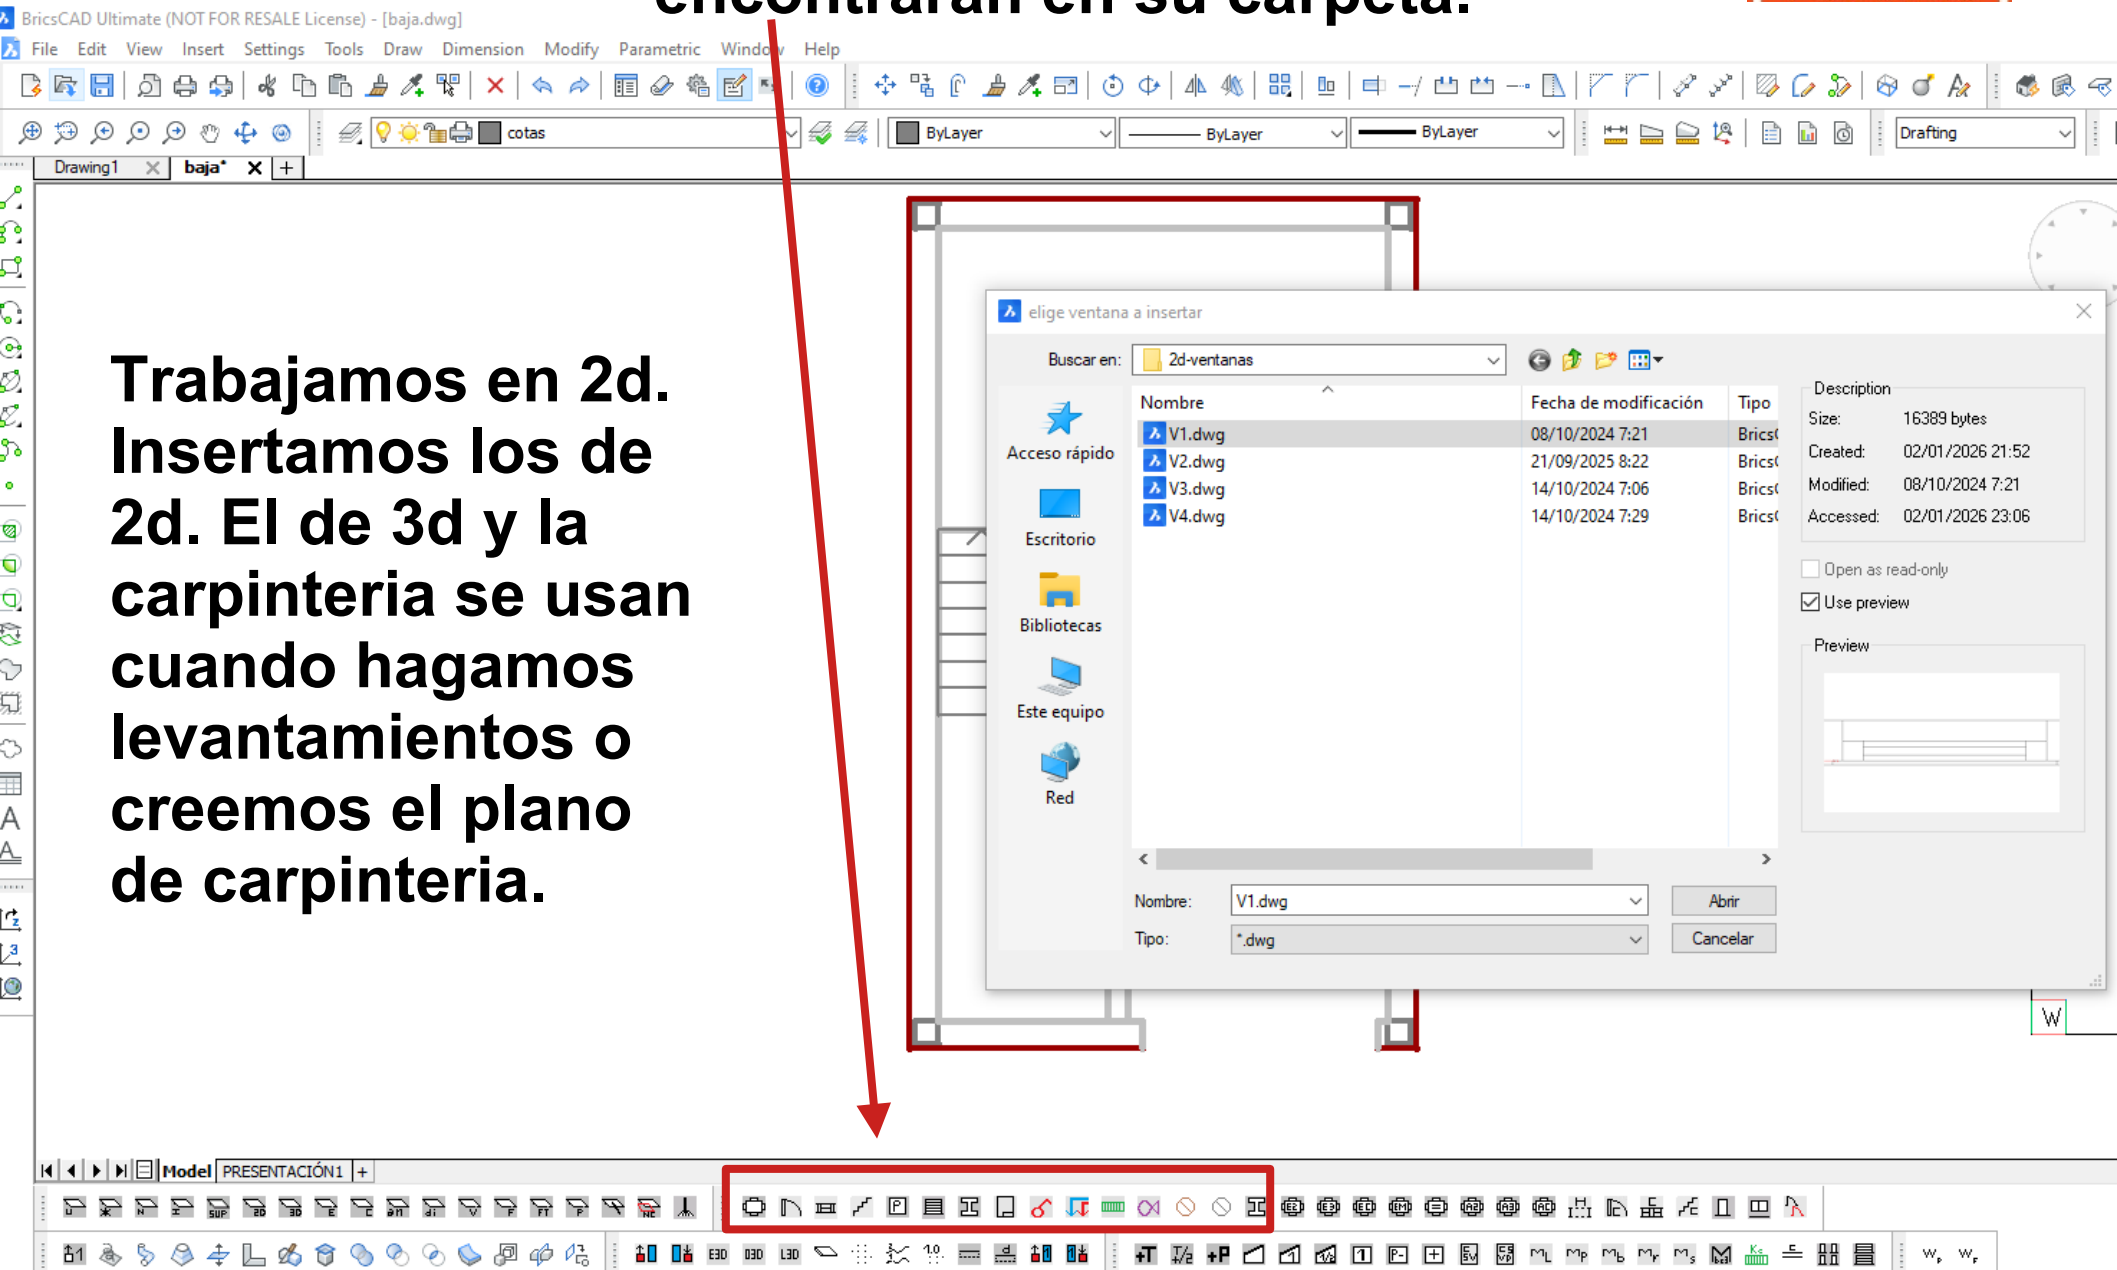 encontrarán en su carpeta.
BricsCAD Ultimate (NOT FOR RESALE License) - [baja.dwg]
File Edit View Insert Settings Tools Draw Dimension Modify Parametric Window Help
cotas
ByLayer
ByLayer
ByLayer
Drafting
Drawing1
baja*
Trabajamos en 2d.
Insertamos los de
2d. El de 3d y la
carpinteria se usan
cuando hagamos
levantamientos o
creemos el plano
de carpinteria.
elige ventana a insertar
Buscar en: 2d-ventanas
Nombre Fecha de modificación Tipo
V1.dwg 08/10/2024 7:21 Brics
V2.dwg 21/09/2025 8:22 Brics
V3.dwg 14/10/2024 7:06 Brics
V4.dwg 14/10/2024 7:29 Brics
Acceso rápido
Escritorio
Bibliotecas
Este equipo
Red
Description
Size: 16389 bytes
Created: 02/01/2026 21:52
Modified: 08/10/2024 7:21
Accessed: 02/01/2026 23:06
Open as read-only
Use preview
Preview
Nombre: V1.dwg Abrir
Tipo: *.dwg Cancelar
W
Model PRESENTACIÓN1 +